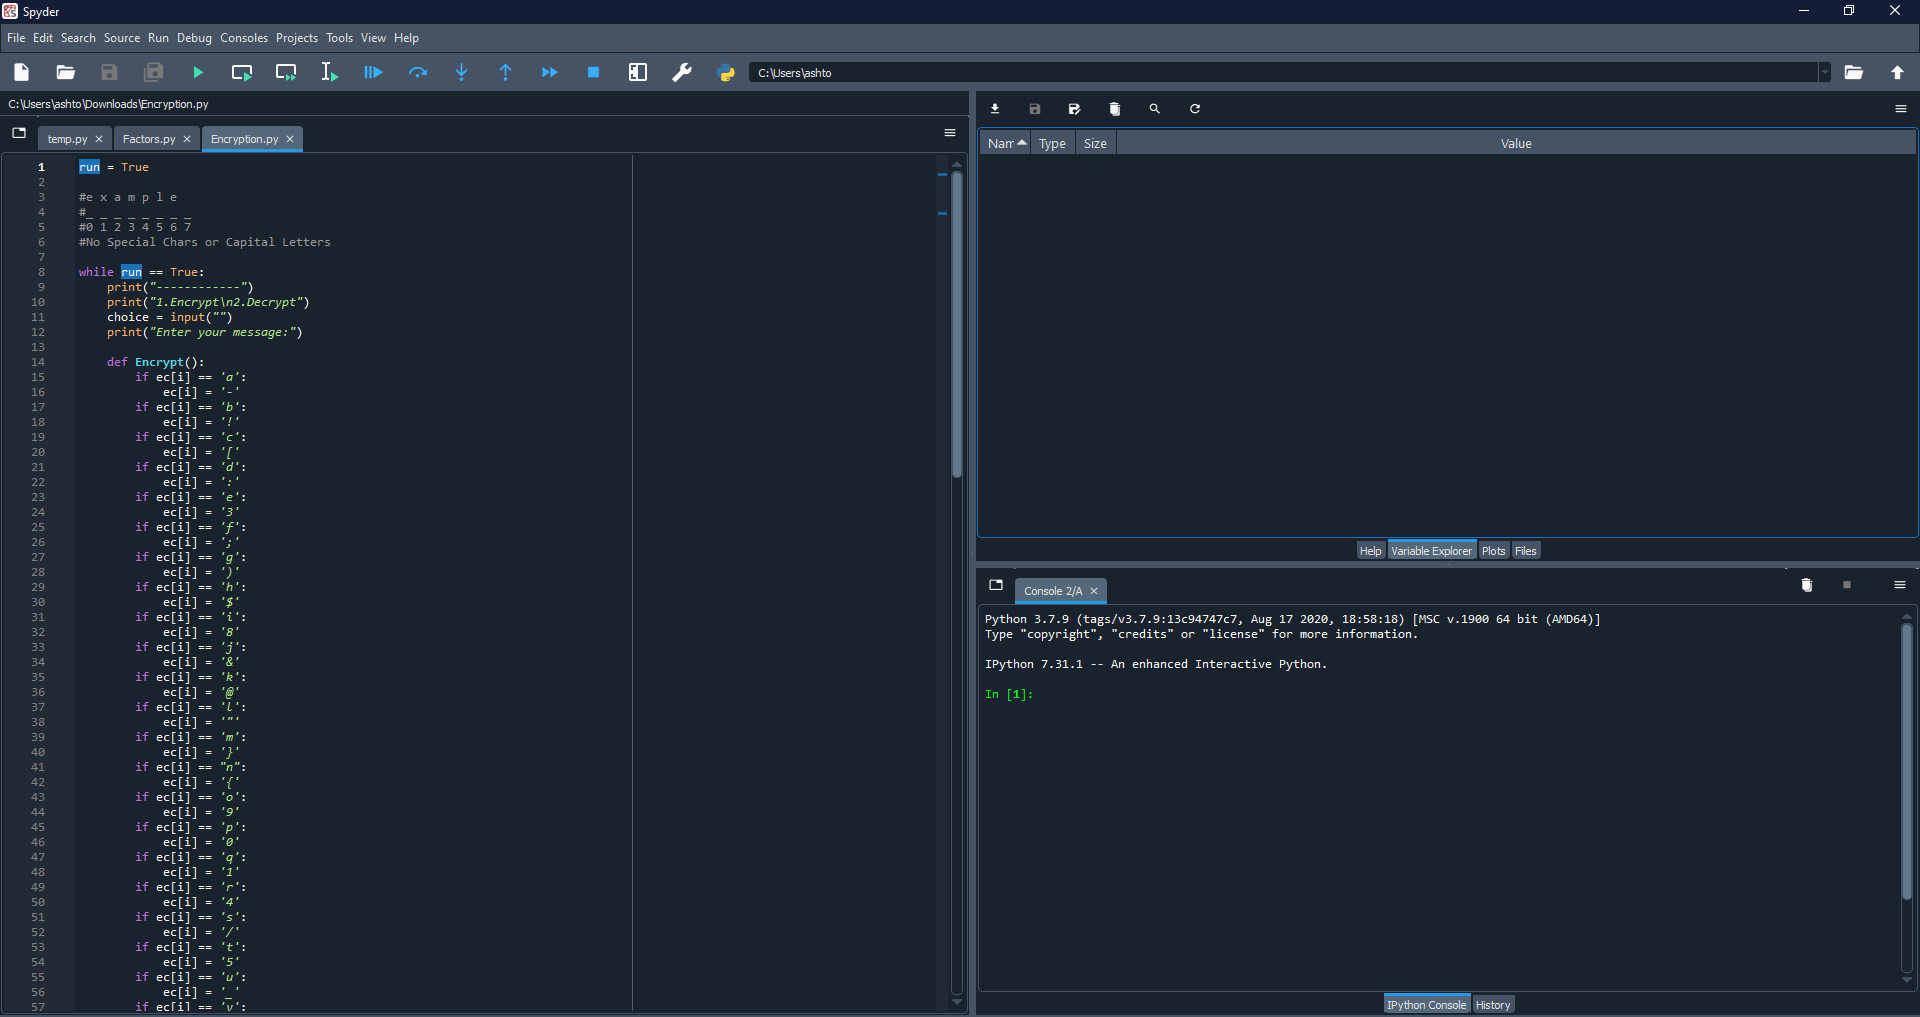 Spyder
File Edit Search Source Run Debug Consoles Projects Tools View Help
C:\Users\ashto
C:\Users\ashto\Downloads\Encryption.py
temp.py Factors.py Encryption.py
1 run = True
2
3 #e x a m p l e
4 #_ _ _ _ _ _ _ _
5 #0 1 2 3 4 5 6 7
6 #No Special Chars or Capital Letters
7
8 while run == True:
9 print("------------")
10 print("1.Encrypt\n2.Decrypt")
11 choice = input("")
12 print("Enter your message:")
13
14 def Encrypt():
15 if ec[i] == 'a':
16 ec[i] = '-'
17 if ec[i] == 'b':
18 ec[i] = '!'
19 if ec[i] == 'c':
20 ec[i] = '['
21 if ec[i] == 'd':
22 ec[i] = ':'
23 if ec[i] == 'e':
24 ec[i] = '3'
25 if ec[i] == 'f':
26 ec[i] = ';'
27 if ec[i] == 'g':
28 ec[i] = ')'
29 if ec[i] == 'h':
30 ec[i] = '$'
31 if ec[i] == 'i':
32 ec[i] = '8'
33 if ec[i] == 'j':
34 ec[i] = '&'
35 if ec[i] == 'k':
36 ec[i] = '@'
37 if ec[i] == 'l':
38 ec[i] = '"'
39 if ec[i] == 'm':
40 ec[i] = '}'
41 if ec[i] == "n":
42 ec[i] = '{'
43 if ec[i] == 'o':
44 ec[i] = '9'
45 if ec[i] == 'p':
46 ec[i] = '0'
47 if ec[i] == 'q':
48 ec[i] = '1'
49 if ec[i] == 'r':
50 ec[i] = '4'
51 if ec[i] == 's':
52 ec[i] = '/'
53 if ec[i] == 't':
54 ec[i] = '5'
55 if ec[i] == 'u':
56 ec[i] = '_'
57 if ec[i] == 'v':
Nam Type Size Value
Help Variable Explorer Plots Files
Console 2/A
Python 3.7.9 (tags/v3.7.9:13c94747c7, Aug 17 2020, 18:58:18) [MSC v.1900 64 bit (AMD64)]
Type "copyright", "credits" or "license" for more information.
IPython 7.31.1 -- An enhanced Interactive Python.
In [1]:
IPython Console History